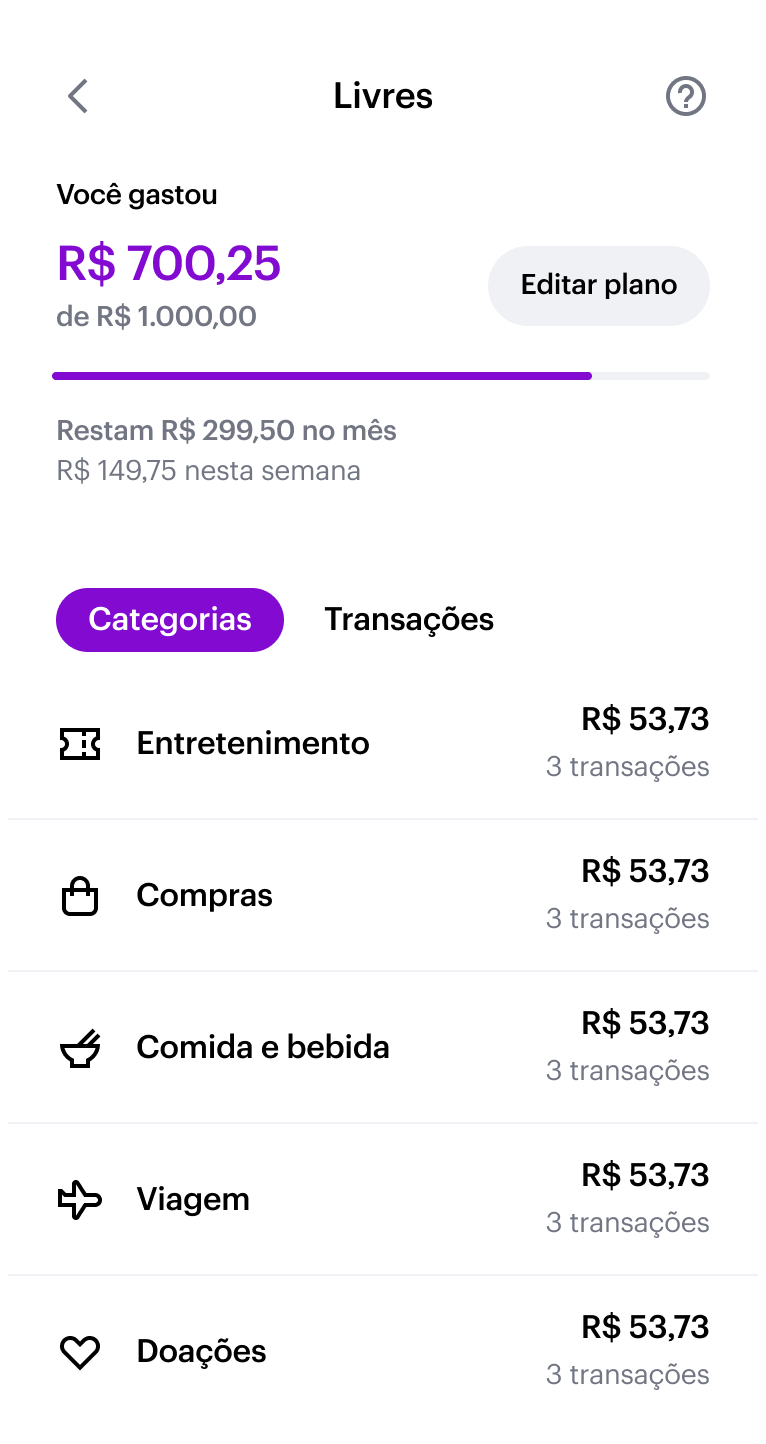 Livres
Você gastou
R$ 700,25
de R$ 1.000,00
Editar plano
Restam R$ 299,50 no mês
R$ 149,75 nesta semana
Categorias
Transações
Entretenimento
R$ 53,73
3 transações
Compras
R$ 53,73
3 transações
Comida e bebida
R$ 53,73
3 transações
Viagem
R$ 53,73
3 transações
Doações
R$ 53,73
3 transações